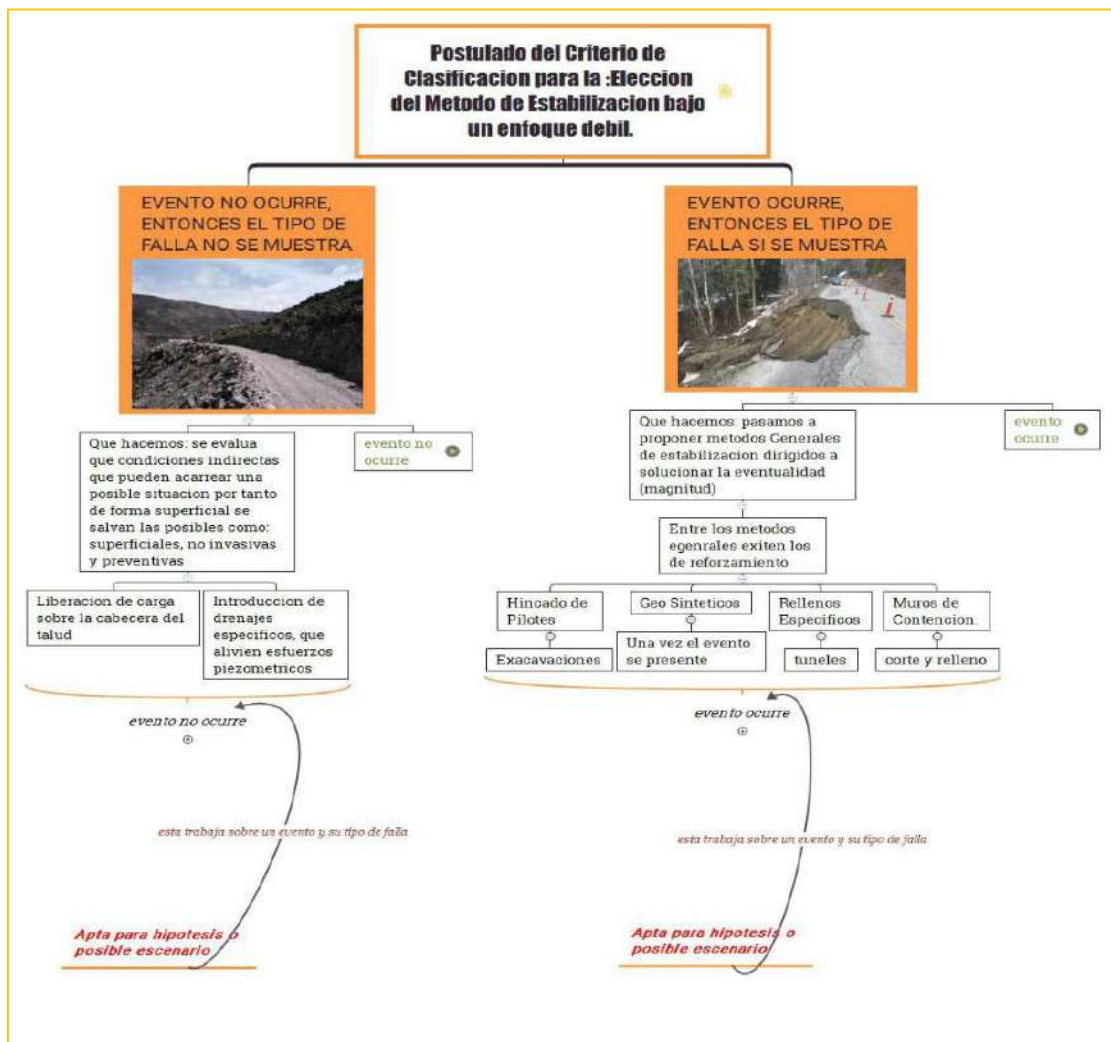 Postulado del Criterio de
Clasificacion para la :Eleccion
del Metodo de Estabilizacion bajo
un enfoque debil.
EVENTO NO OCURRE,
ENTONCES EL TIPO DE
FALLA NO SE MUESTRA
Que hacemos: se evalua
que condiciones indirectas
que pueden acarrear una
posible situacion por tanto
de forma superficial se
salvan las posibles como:
superficiales, no invasivas
y preventivas
evento no
ocurre
Liberacion de carga
sobre la cabecera del
talud
Introduccion de
drenajes
especificos, que
alivien esfuerzos
piezometricos
evento no ocurre
esta trabaja sobre un evento y su tipo de falla
Apta para hipotesis o
posible escenario
EVENTO OCURRE,
ENTONCES EL TIPO DE
FALLA SI SE MUESTRA
Que hacemos: pasamos a
proponer metodos Generales
de estabilizacion dirigidos a
solucionar la eventualidad
(magnitud)
evento
ocurre
Entre los metodos
egenrales exiten los
de reforzamiento
Hincado de
Pilotes
Exacavaciones
Geo Sinteticos
Una vez el evento
se presente
Rellenos
Especificos
tuneles
Muros de
Contencion.
corte y relleno
evento ocurre
esta trabaja sobre un evento y su tipo de falla
Apta para hipotesis o
posible escenario